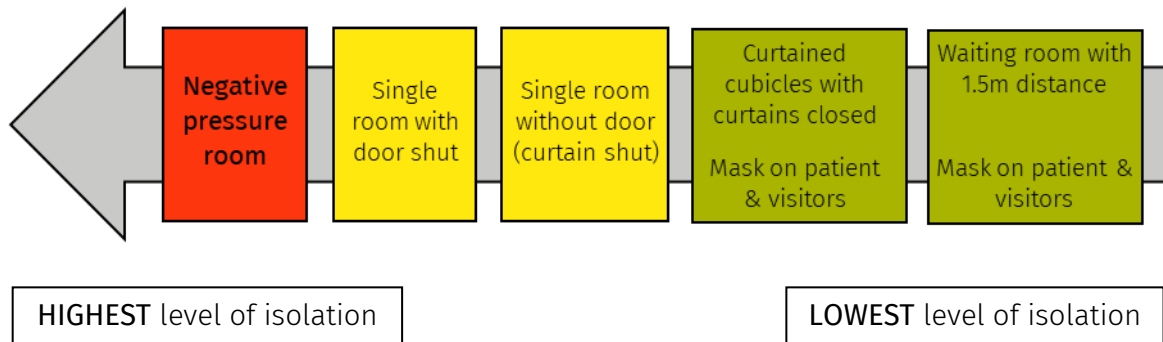 Negative
pressure
room
Single
room with
door shut
Single room
without door
(curtain shut)
Curtained
cubicles with
curtains closed
Mask on patient
& visitors
Waiting room with
1.5m distance
Mask on patient &
visitors
HIGHEST level of isolation
LOWEST level of isolation